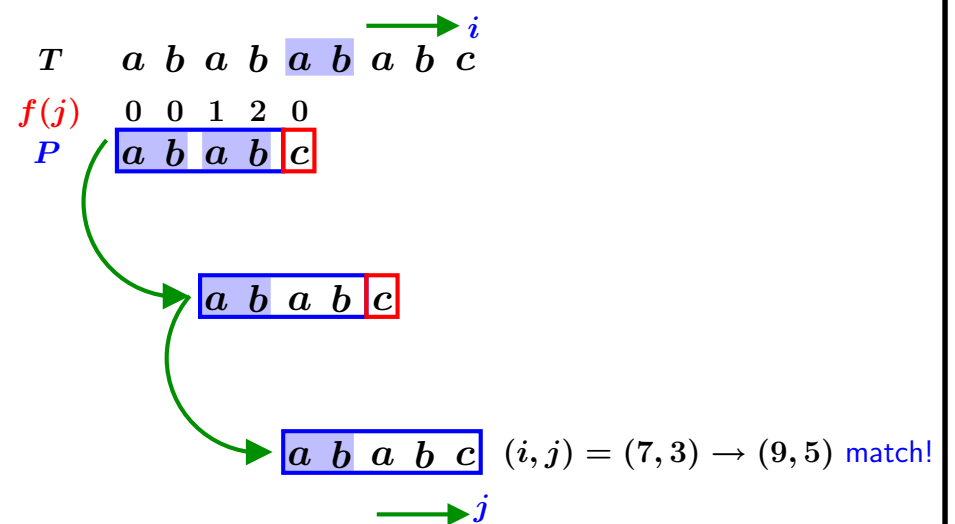 i
T a b a b a b a b c
f(j) 0 0 1 2 0
P a b a b c
a b a b c
a b a b c (i, j) = (7, 3) → (9, 5) match!
j